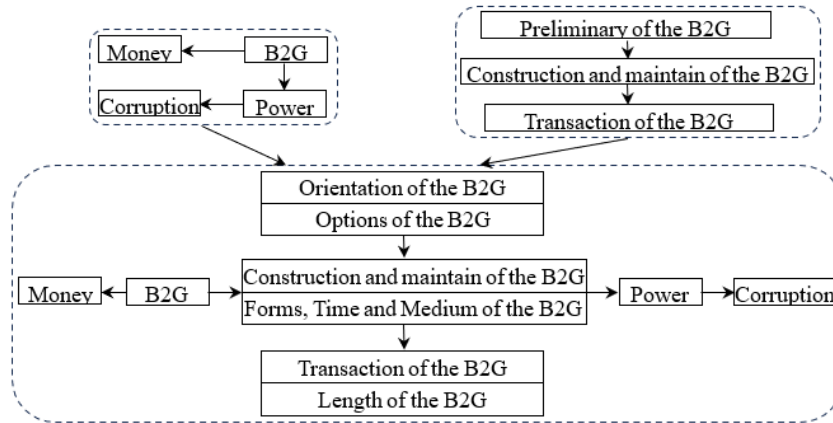 Money
B2G
Corruption
Power
Preliminary of the B2G
Construction and maintain of the B2G
Transaction of the B2G
Orientation of the B2G
Options of the B2G
Money
B2G
Construction and maintain of the B2G
Forms, Time and Medium of the B2G
Power
Corruption
Transaction of the B2G
Length of the B2G